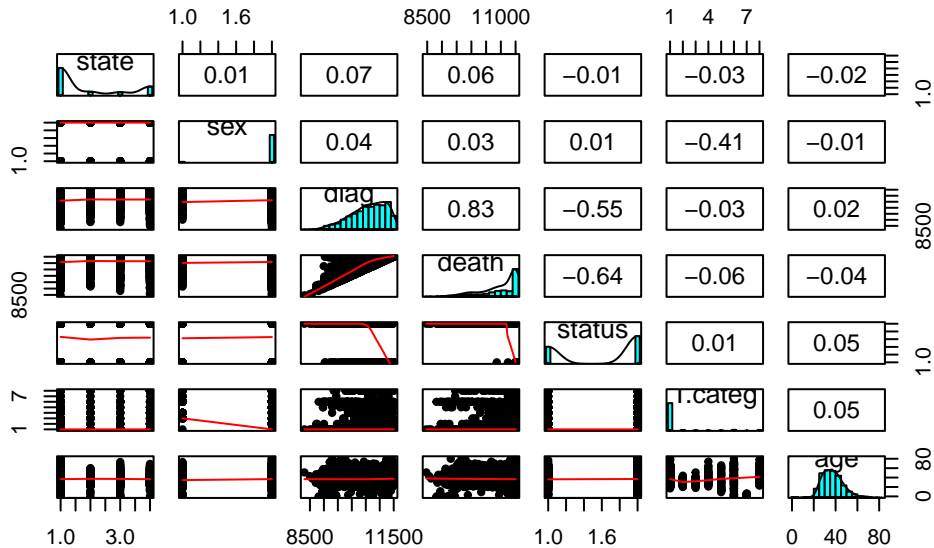 1.0 1.6 8500 11000 1 4 7
state 0.01 0.07 0.06 −0.01 −0.03 −0.02 1.0
1.0 sex 0.04 0.03 0.01 −0.41 −0.01
diag 0.83 −0.55 −0.03 0.02 8500
8500 death −0.64 −0.06 −0.04
status 0.01 0.05 1.0
1 7 T.categ 0.05
age 0 40 80
1.0 3.0 8500 11500 1.0 1.6 0 40 80